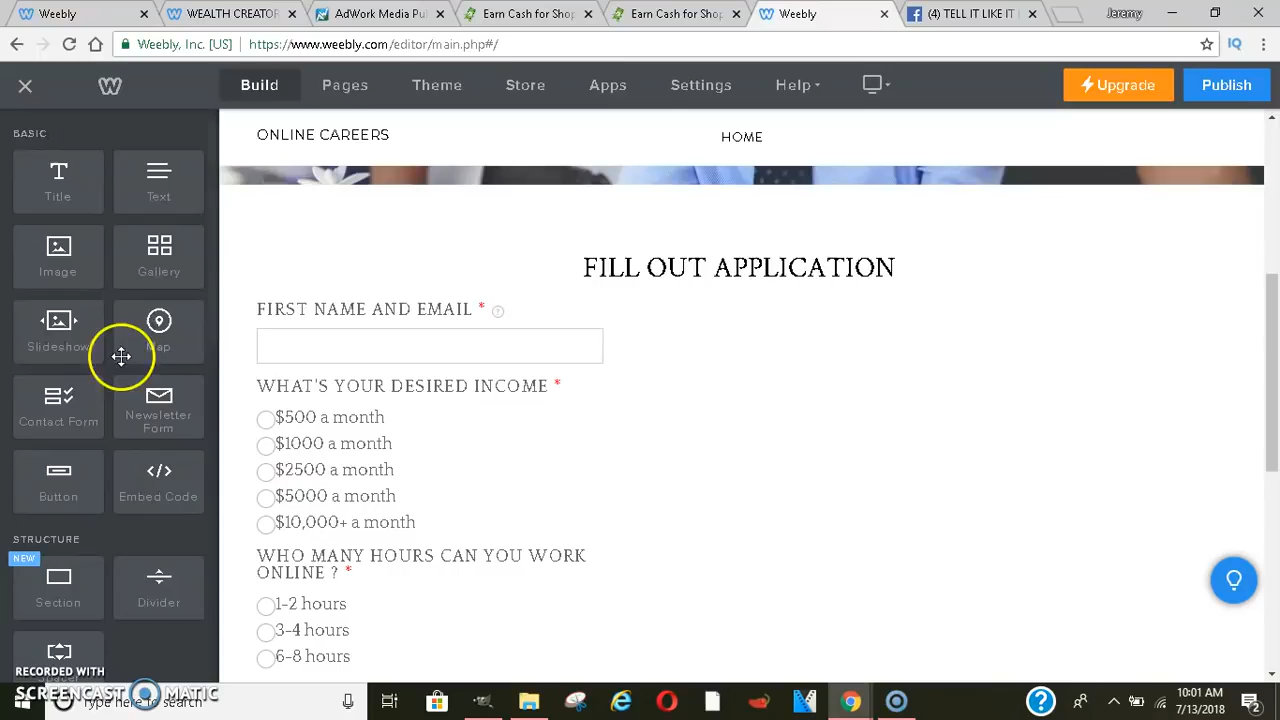 Weebly
WEALTH CREATOR
AdWork Media Pu
Earn Cash for Shop
Earn Cash for Shop
Weebly
(4) TELL IT LIKE IT I
Jeremy
Weebly, Inc. [US]
https://www.weebly.com/editor/main.php#/
IQ
Build
Pages
Theme
Store
Apps
Settings
Help
Upgrade
Publish
BASIC
Title
Text
Image
Gallery
Slideshow
Map
Contact Form
Newsletter
Form
Button
Embed Code
STRUCTURE
NEW
Section
Divider
Spacer
ONLINE CAREERS
HOME
FILL OUT APPLICATION
FIRST NAME AND EMAIL * ?
WHAT'S YOUR DESIRED INCOME *
$500 a month
$1000 a month
$2500 a month
$5000 a month
$10,000+ a month
WHO MANY HOURS CAN YOU WORK
ONLINE ? *
1-2 hours
3-4 hours
6-8 hours
RECORDED WITH
SCREENCAST MATIC
Type here to search
10:01 AM
7/13/2018
2